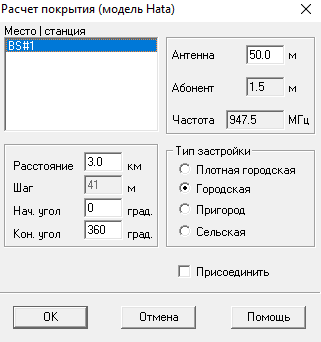 Расчет покрытия (модель Hata)
Место | станция
BS#1
Антенна 50.0 м
Абонент 1.5 м
Частота 947.5 МГц
Расстояние 3.0 км
Шаг 41 м
Нач. угол 0 град.
Кон. угол 360 град.
Тип застройки
Плотная городская
Городская
Пригород
Сельская
Присоединить
OK Отмена Помощь